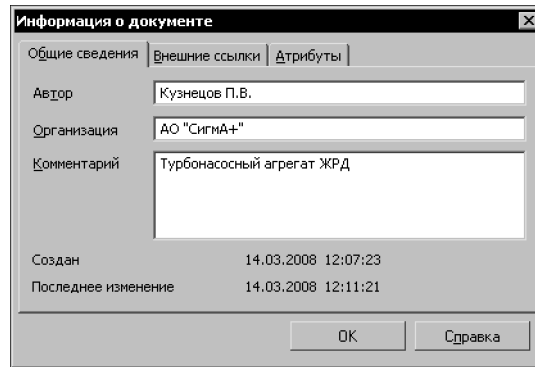 Информация о документе
Общие сведения Внешние ссылки Атрибуты
Автор Кузнецов П.В.
Организация АО "СигмА+"
Комментарий Турбонасосный агрегат ЖРД
Создан 14.03.2008 12:07:23
Последнее изменение 14.03.2008 12:11:21
OK Справка